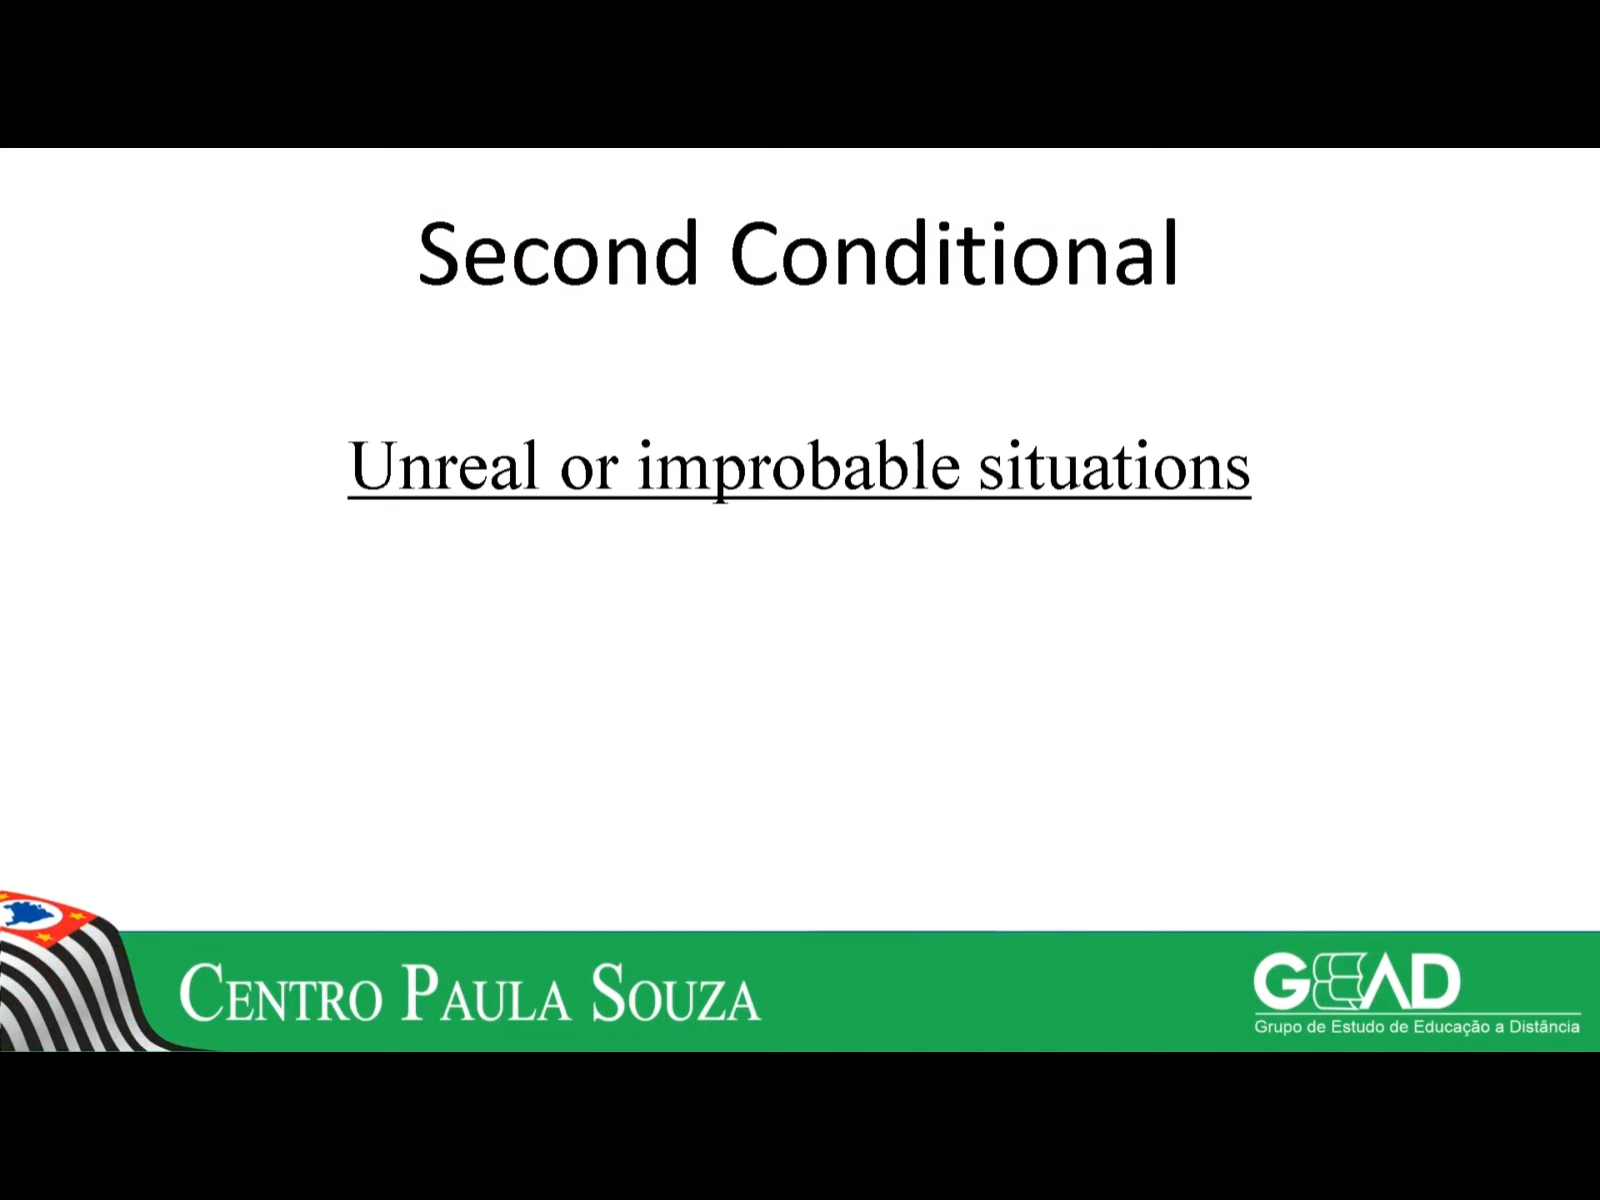 Second Conditional
Unreal or improbable situations
CENTRO PAULA SOUZA
GEAD
Grupo de Estudo de Educação a Distância